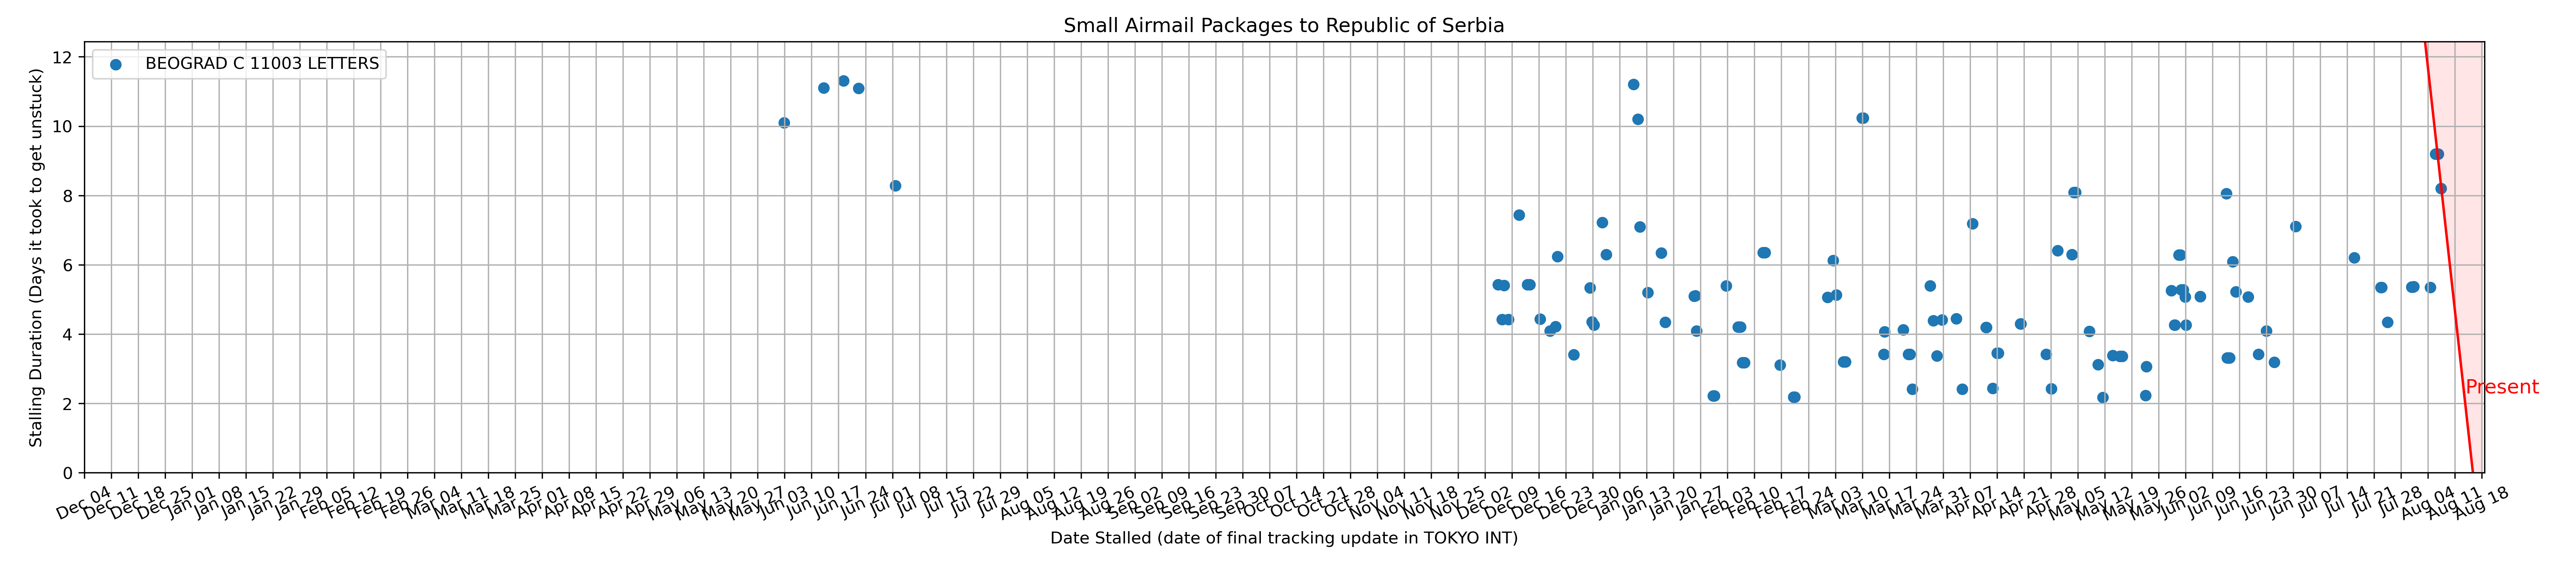 Small Airmail Packages to Republic of Serbia
BEOGRAD C 11003 LETTERS
Stalling Duration (Days it took to get unstuck)
12
10
8
6
4
2
0
Present
Dec 04
Dec 11
Dec 18
Dec 25
Jan 01
Jan 08
Jan 15
Jan 22
Jan 29
Feb 05
Feb 12
Feb 19
Feb 26
Mar 04
Mar 11
Mar 18
Mar 25
Apr 01
Apr 08
Apr 15
Apr 22
Apr 29
May 06
May 13
May 20
May 27
Jun 03
Jun 10
Jun 17
Jun 24
Jul 01
Jul 08
Jul 15
Jul 22
Jul 29
Aug 05
Aug 12
Aug 19
Aug 26
Sep 02
Sep 09
Sep 16
Sep 23
Sep 30
Oct 07
Oct 14
Oct 21
Oct 28
Nov 04
Nov 11
Nov 18
Nov 25
Dec 02
Dec 09
Dec 16
Dec 23
Dec 30
Jan 06
Jan 13
Jan 20
Jan 27
Feb 03
Feb 10
Feb 17
Feb 24
Mar 03
Mar 10
Mar 17
Mar 24
Mar 31
Apr 07
Apr 14
Apr 21
Apr 28
May 05
May 12
May 19
May 26
Jun 02
Jun 09
Jun 16
Jun 23
Jun 30
Jul 07
Jul 14
Jul 21
Jul 28
Aug 04
Aug 11
Aug 18
Date Stalled (date of final tracking update in TOKYO INT)